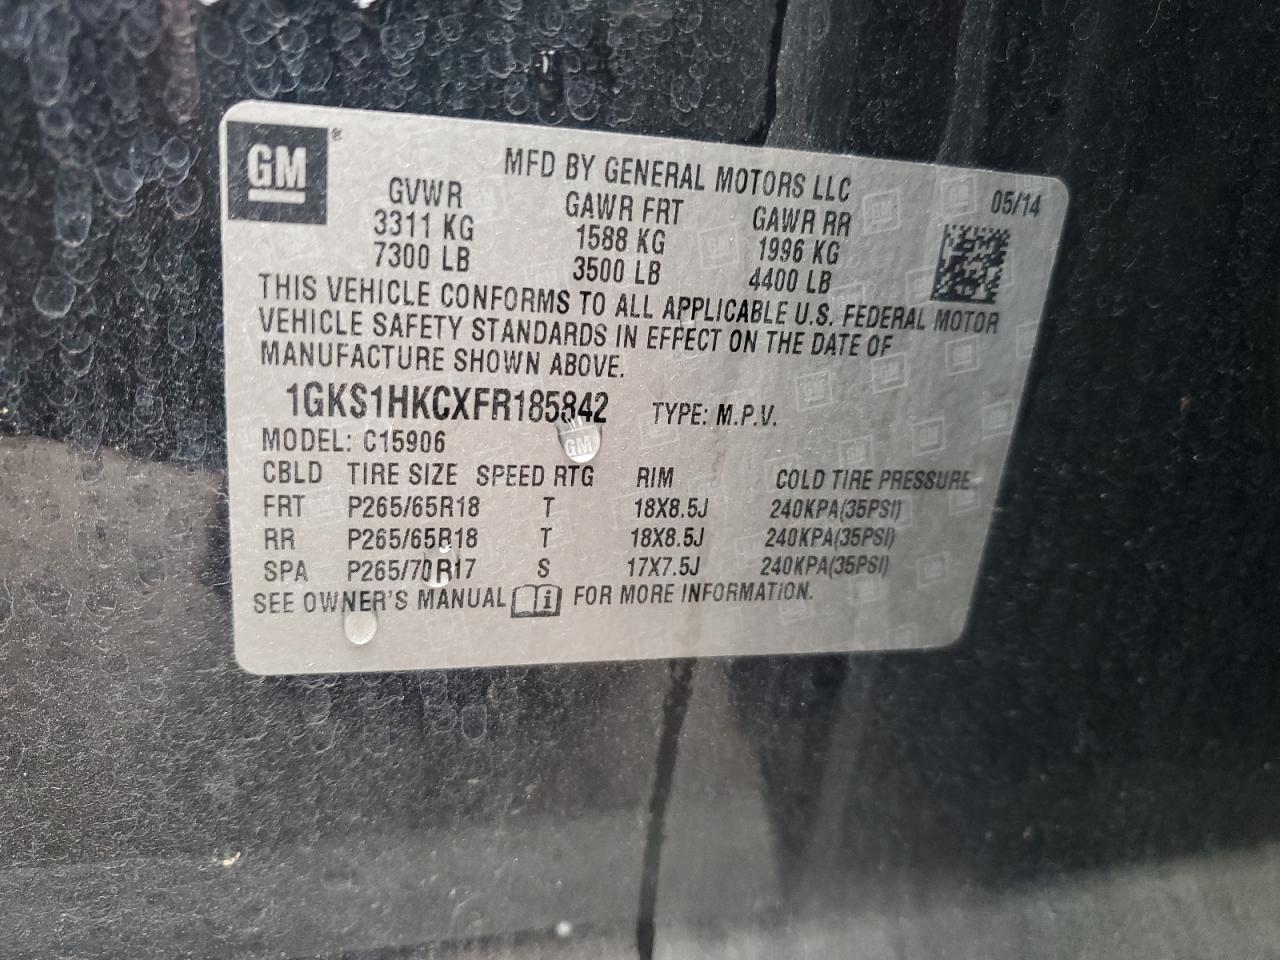 GM ®
MFD BY GENERAL MOTORS LLC 05/14
GVWR GAWR FRT GAWR RR
3311 KG 1588 KG 1996 KG
7300 LB 3500 LB 4400 LB
THIS VEHICLE CONFORMS TO ALL APPLICABLE U.S. FEDERAL MOTOR
VEHICLE SAFETY STANDARDS IN EFFECT ON THE DATE OF
MANUFACTURE SHOWN ABOVE.
1GKS1HKCXFR185842 TYPE: M.P.V.
MODEL: C15906
CBLD TIRE SIZE SPEED RTG RIM COLD TIRE PRESSURE
FRT P265/65R18 T 18X8.5J 240KPA(35PSI)
RR P265/65R18 T 18X8.5J 240KPA(35PSI)
SPA P265/70R17 S 17X7.5J 240KPA(35PSI)
SEE OWNER'S MANUAL i FOR MORE INFORMATION.